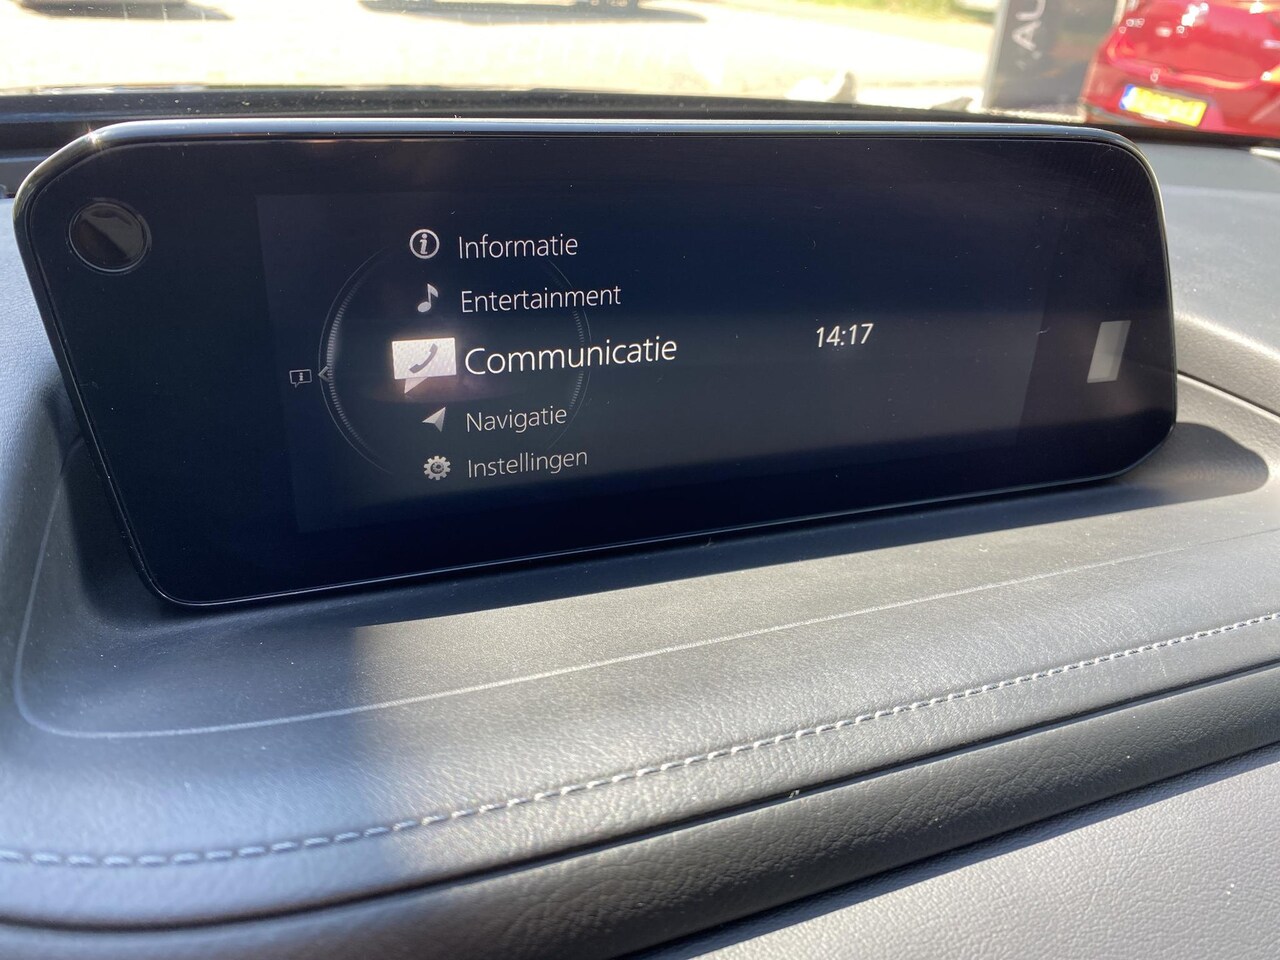 Informatie
Entertainment
Communicatie
14:17
Navigatie
Instellingen